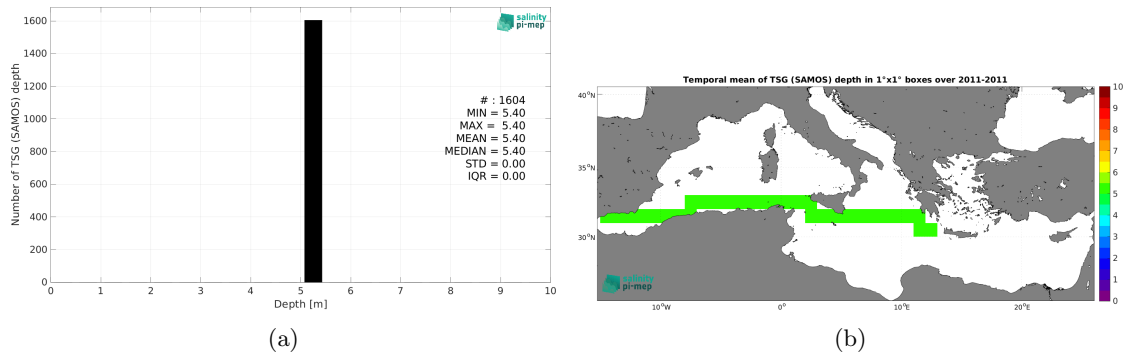 1600
1400
1200
1000
800
600
400
200
0
Number of TSG (SAMOS) depth
0 1 2 3 4 5 6 7 8 9 10
Depth [m]
salinity
pi-mep
# : 1604
MIN = 5.40
MAX = 5.40
MEAN = 5.40
MEDIAN = 5.40
STD = 0.00
IQR = 0.00
(a)
Temporal mean of TSG (SAMOS) depth in 1°x1° boxes over 2011-2011
40°N
35°N
30°N
10°W 0° 10°E 20°E
salinity
pi-mep
10
9
8
7
6
5
4
3
2
1
0
(b)